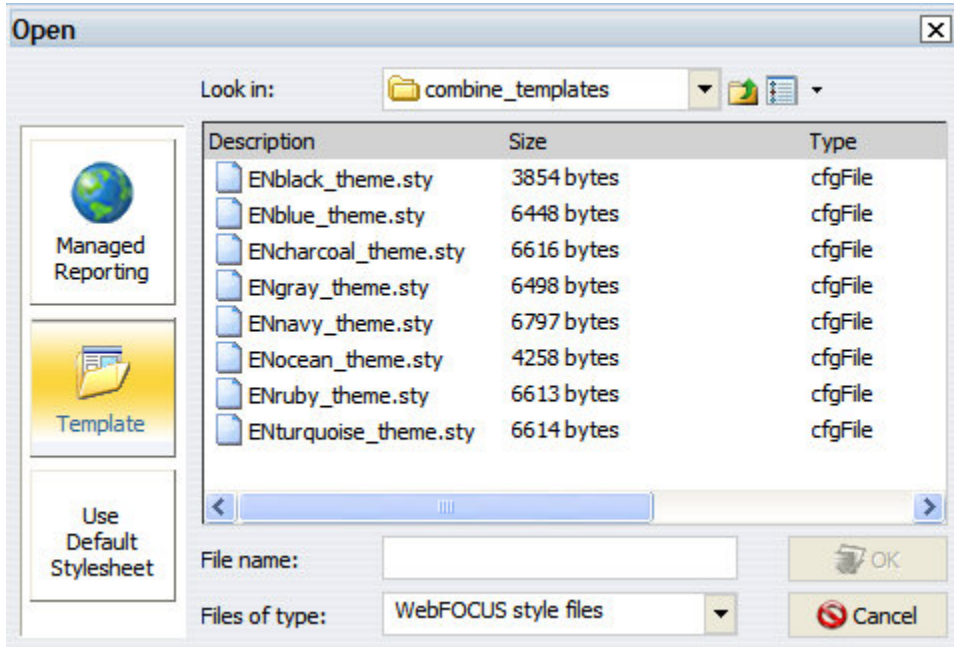 Open
Look in: combine_templates
Description Size Type
ENblack_theme.sty 3854 bytes cfgFile
ENblue_theme.sty 6448 bytes cfgFile
ENcharcoal_theme.sty 6616 bytes cfgFile
ENgray_theme.sty 6498 bytes cfgFile
ENnavy_theme.sty 6797 bytes cfgFile
ENocean_theme.sty 4258 bytes cfgFile
ENruby_theme.sty 6613 bytes cfgFile
ENturquoise_theme.sty 6614 bytes cfgFile
Managed
Reporting
Template
Use
Default
Stylesheet
File name: OK
Files of type: WebFOCUS style files Cancel